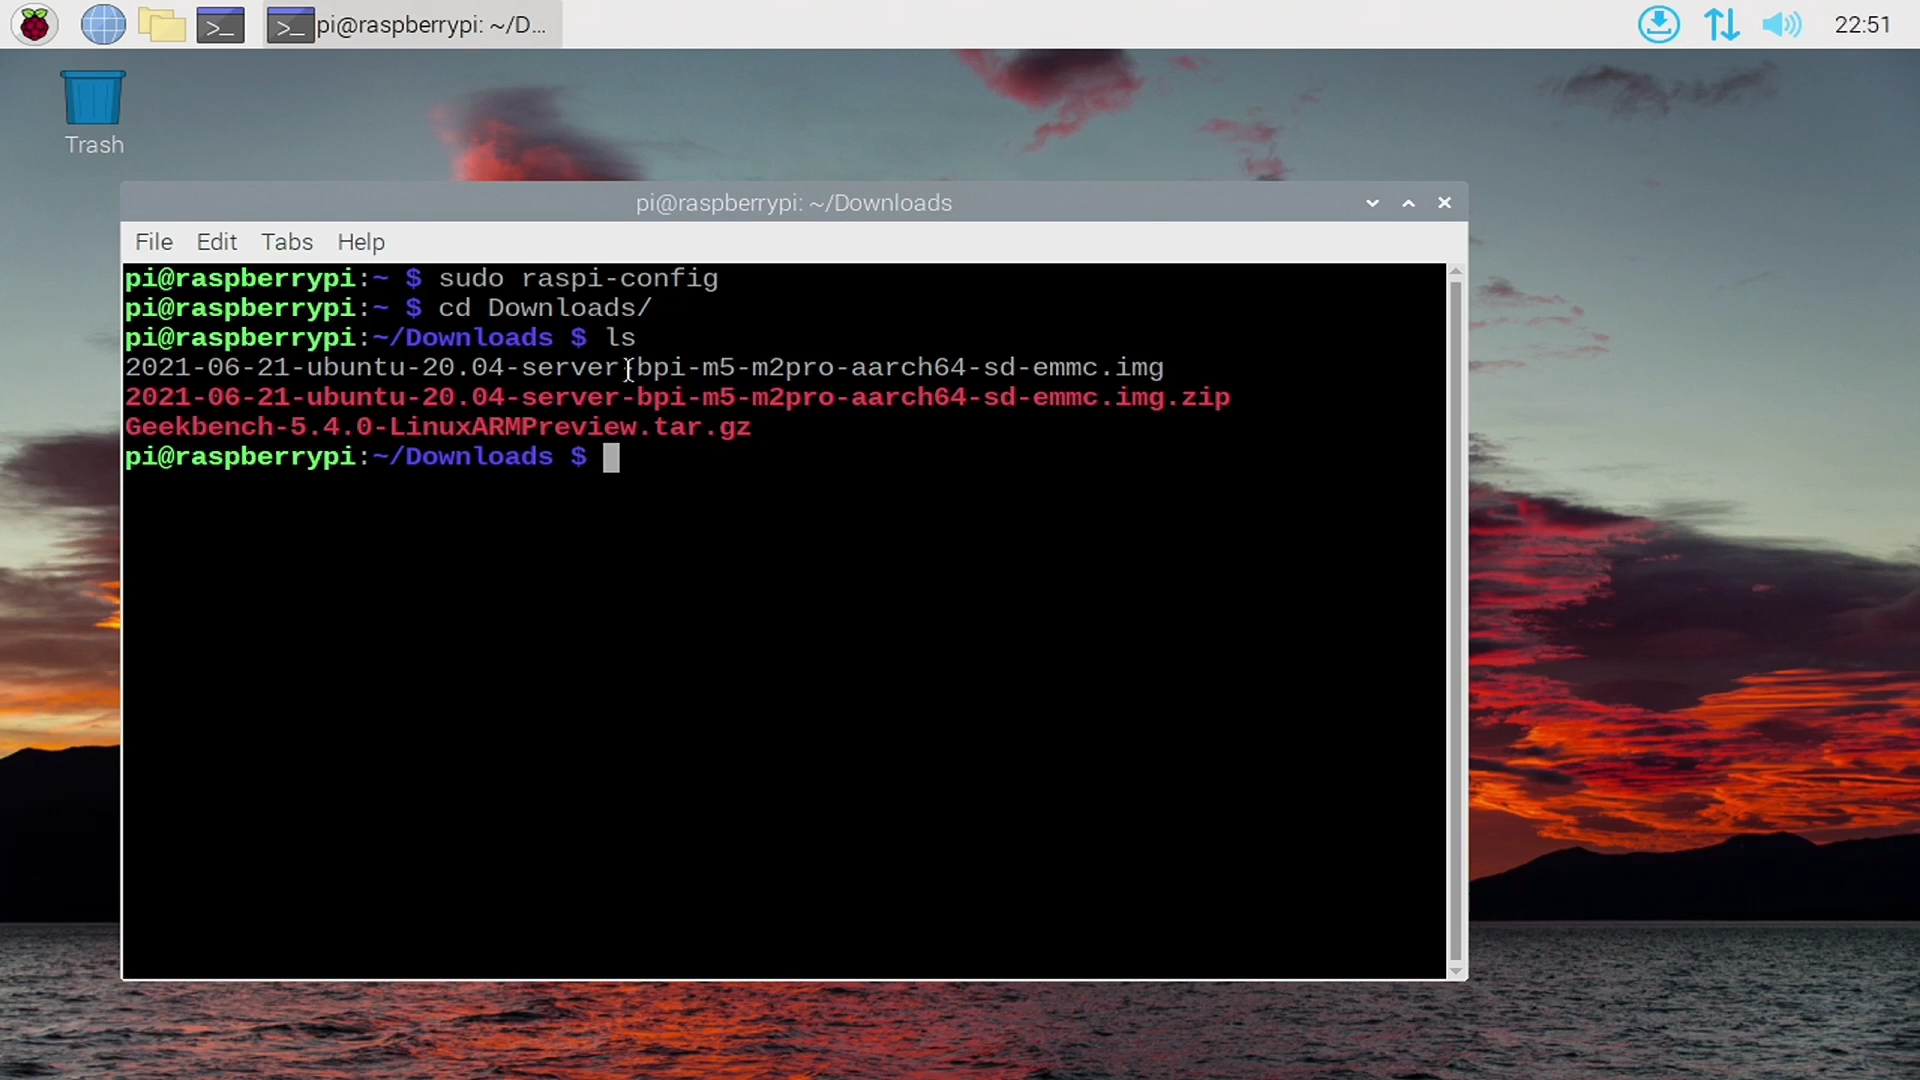 pi@raspberrypi: ~/D...
22:51
Trash
pi@raspberrypi: ~/Downloads
File Edit Tabs Help
pi@raspberrypi:~ $ sudo raspi-config
pi@raspberrypi:~ $ cd Downloads/
pi@raspberrypi:~/Downloads $ ls
2021-06-21-ubuntu-20.04-server-bpi-m5-m2pro-aarch64-sd-emmc.img
2021-06-21-ubuntu-20.04-server-bpi-m5-m2pro-aarch64-sd-emmc.img.zip
Geekbench-5.4.0-LinuxARMPreview.tar.gz
pi@raspberrypi:~/Downloads $